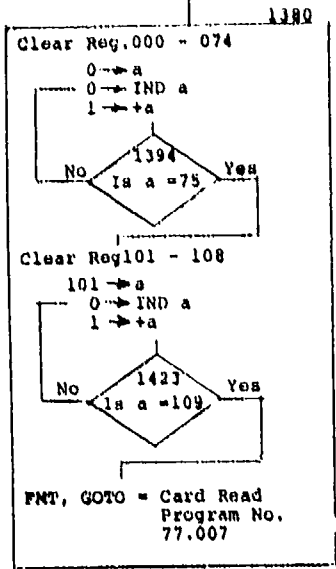 1380
Clear Reg.000 - 074
0 → a
0 → IND a
1 → +a
1394
No Is a =75 Yes
Clear Reg101 - 108
101 → a
0 → IND a
1 → +a
1423
No Is a =109 Yes
FMT, GOTO = Card Read
Program No.
77.007